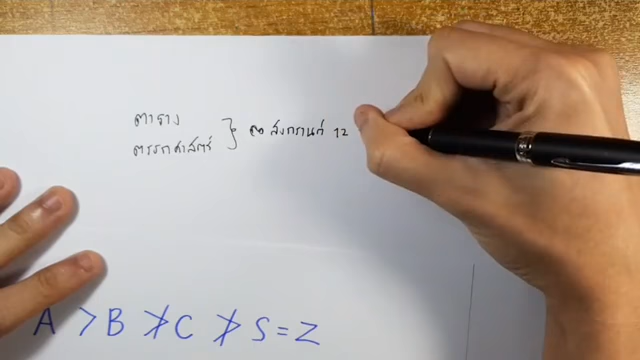 ตาราง
ตรรกศาสตร์ } สงกรานต์ 12
A > B ≯ C ≯ S = Z